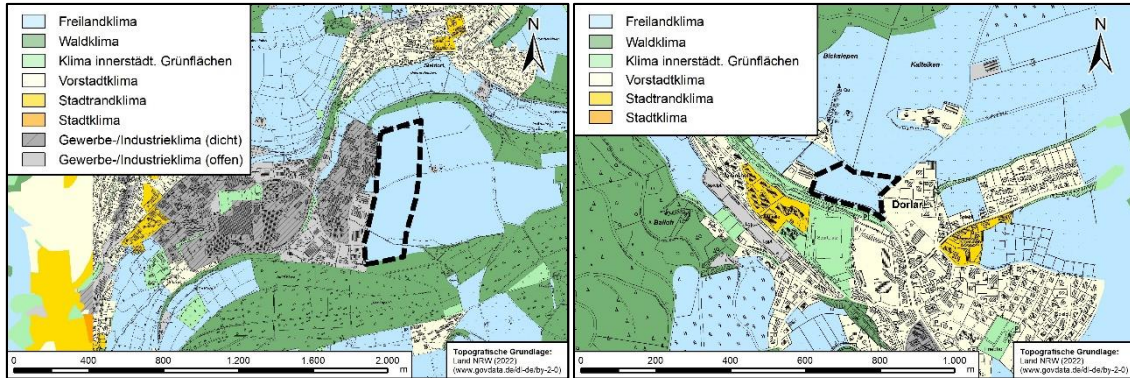 Freilandklima
Waldklima
Klima innerstädt. Grünflächen
Vorstadtklima
Stadtrandklima
Stadtklima
Gewerbe-/Industrieklima (dicht)
Gewerbe-/Industrieklima (offen)
N
0 400 800 1.200 1.600 2.000
m
Topografische Grundlage:
Land NRW (2022)
(www.govdata.de/dl-de/by-2-0)
Freilandklima
Waldklima
Klima innerstädt. Grünflächen
Vorstadtklima
Stadtrandklima
Stadtklima
N
Dorlar
0 200 400 600 800 1.000
m
Topografische Grundlage:
Land NRW (2022)
(www.govdata.de/dl-de/by-2-0)